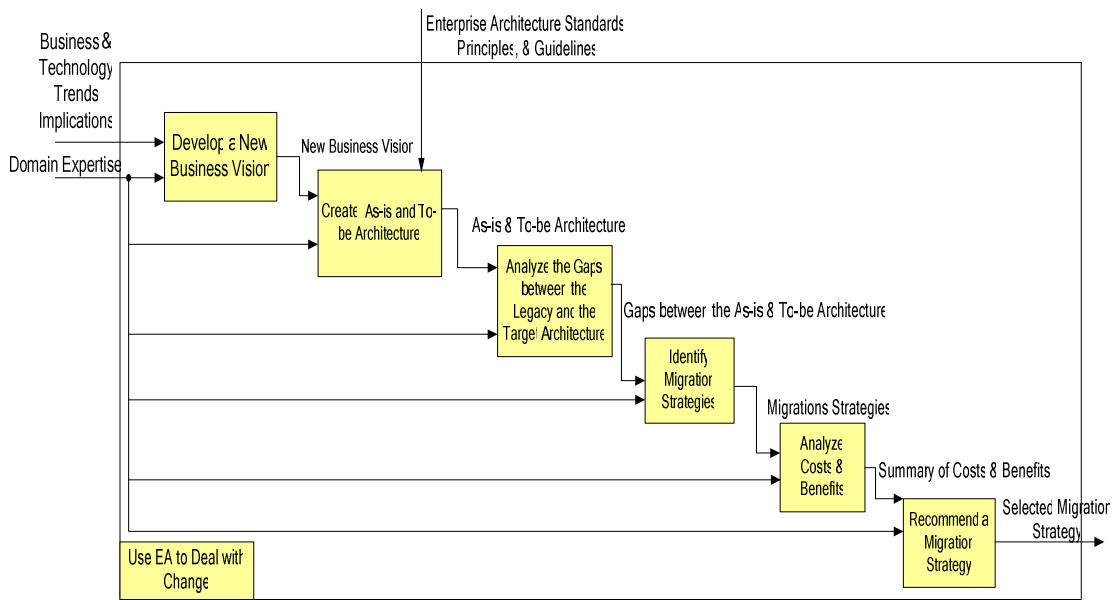 Enterprise Architecture Standards
Principles, & Guidelines
Business &
Technology
Trends
Implications
Domain Expertise
Develop a New
Business Vision
New Business Vision
Create As-is and To-
be Architecture
As-is & To-be Architecture
Analyze the Gaps
between the
Legacy and the
Target Architecture
Gaps between the As-is & To-be Architecture
Identify
Migration
Strategies
Migrations Strategies
Analyze
Costs &
Benefits
Summary of Costs & Benefits
Recommend a
Migration
Strategy
Selected Migration
Strategy
Use EA to Deal with
Change